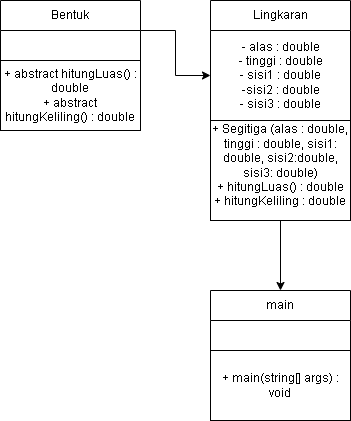 Bentuk
+ abstract hitungLuas() :
double
+ abstract
hitungKeliling() : double
Lingkaran
- alas : double
- tinggi : double
- sisi1 : double
-sisi2 : double
- sisi3 : double
+ Segitiga (alas : double,
tinggi : double, sisi1:
double, sisi2:double,
sisi3: double)
+ hitungLuas() : double
+ hitungKeliling : double
main
+ main(string[] args) :
void